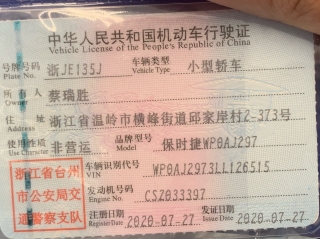 中华人民共和国机动车行驶证
Vehicle License of the People's Republic of China
号牌号码 浙JE135J 车辆类型 小型轿车
Plate No. Vehicle Type
所有人 蔡瑞胜
Owner
住址 浙江省温岭市横峰街道邱家岸村2-373号
Address
使用性质 非营运 品牌型号 保时捷WP0AJ297
Use Character Model
浙江省台州 车辆识别代号 WP0AJ2973LL126515
VIN
市公安局交 发动机号码 CSZ033397
Engine No.
通警察支队 注册日期 2020-07-27 发证日期 2020-07-27
Register Date Issue Date